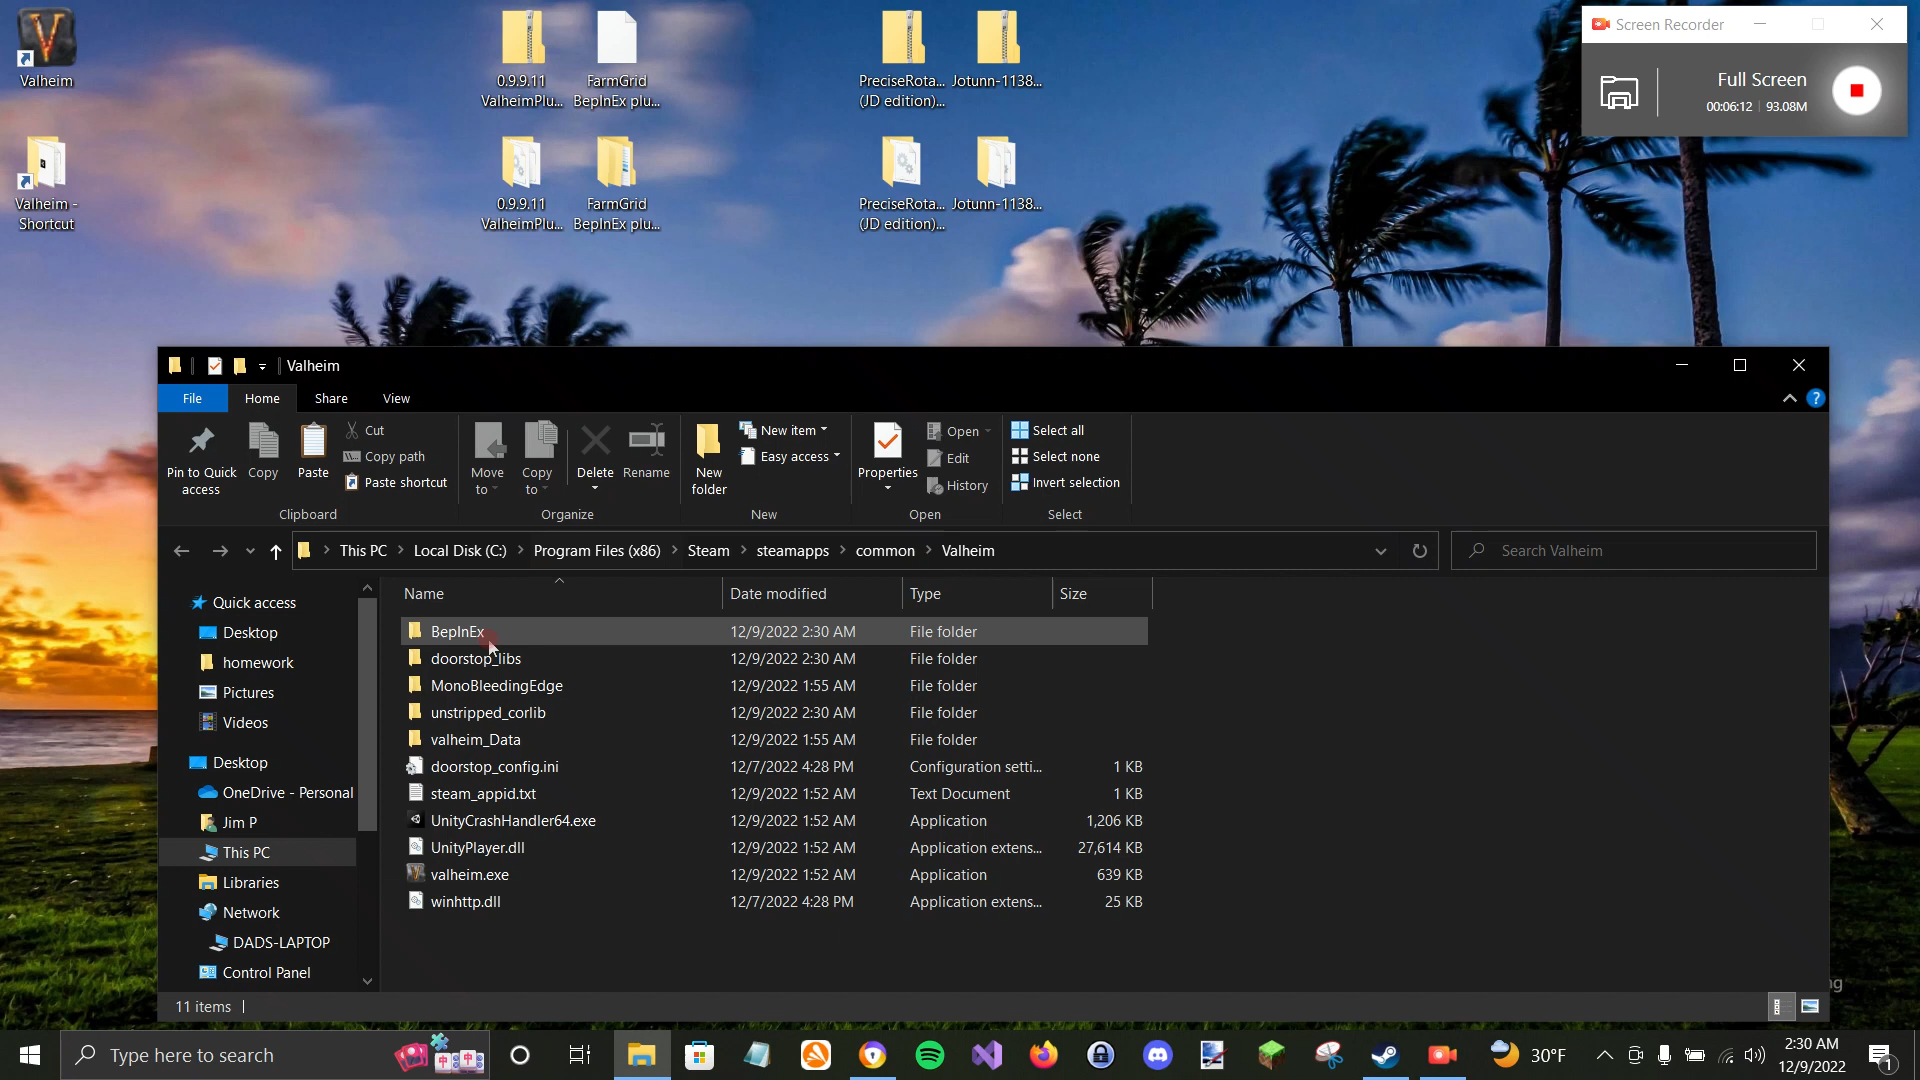 Valheim
Valheim -
Shortcut
0.9.9.11
ValheimPlu...
FarmGrid
BepInEx plu...
PreciseRota...
(JD edition)...
Jotunn-1138...
0.9.9.11
ValheimPlu...
FarmGrid
BepInEx plu...
PreciseRota...
(JD edition)...
Jotunn-1138...
Screen Recorder
Full Screen
00:06:12 | 93.08M
Valheim
File Home Share View
Pin to Quick
access
Copy
Paste
Cut
Copy path
Paste shortcut
Clipboard
Move
to
Copy
to
Delete
Rename
Organize
New
folder
New item
Easy access
New
Properties
Open
Edit
History
Open
Select all
Select none
Invert selection
Select
This PC > Local Disk (C:) > Program Files (x86) > Steam > steamapps > common > Valheim
Search Valheim
Quick access
Desktop
homework
Pictures
Videos
Desktop
OneDrive - Personal
Jim P
This PC
Libraries
Network
DADS-LAPTOP
Control Panel
Name Date modified Type Size
BepInEx 12/9/2022 2:30 AM File folder
doorstop_libs 12/9/2022 2:30 AM File folder
MonoBleedingEdge 12/9/2022 1:55 AM File folder
unstripped_corlib 12/9/2022 2:30 AM File folder
valheim_Data 12/9/2022 1:55 AM File folder
doorstop_config.ini 12/7/2022 4:28 PM Configuration setti... 1 KB
steam_appid.txt 12/9/2022 1:52 AM Text Document 1 KB
UnityCrashHandler64.exe 12/9/2022 1:52 AM Application 1,206 KB
UnityPlayer.dll 12/9/2022 1:52 AM Application extens... 27,614 KB
valheim.exe 12/9/2022 1:52 AM Application 639 KB
winhttp.dll 12/7/2022 4:28 PM Application extens... 25 KB
11 items
Type here to search
30°F
2:30 AM
12/9/2022
1